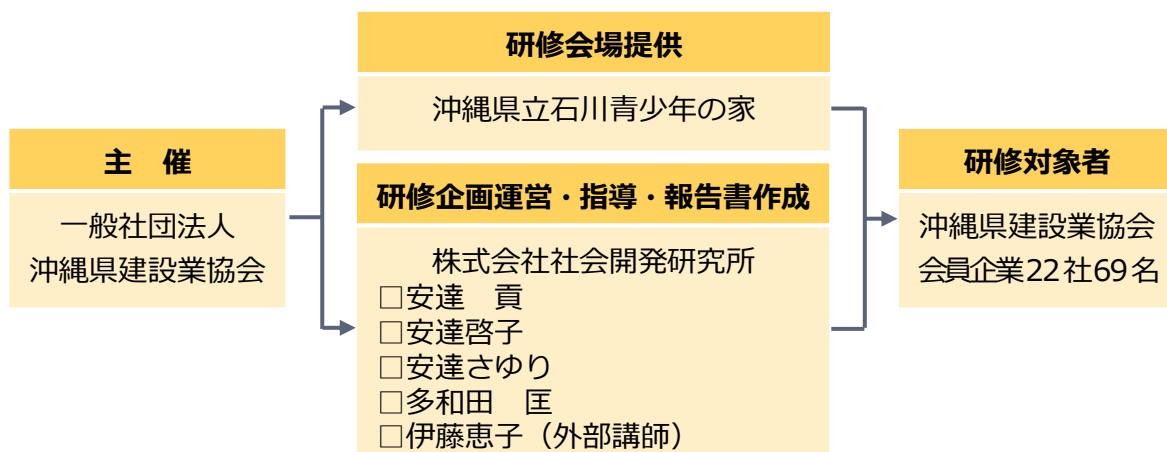 主　催
一般社団法人
沖縄県建設業協会
研修会場提供
沖縄県立石川青少年の家
研修企画運営・指導・報告書作成
株式会社社会開発研究所
□安達　貢
□安達啓子
□安達さゆり
□多和田　匡
□伊藤恵子（外部講師）
研修対象者
沖縄県建設業協会
会員企業22社69名